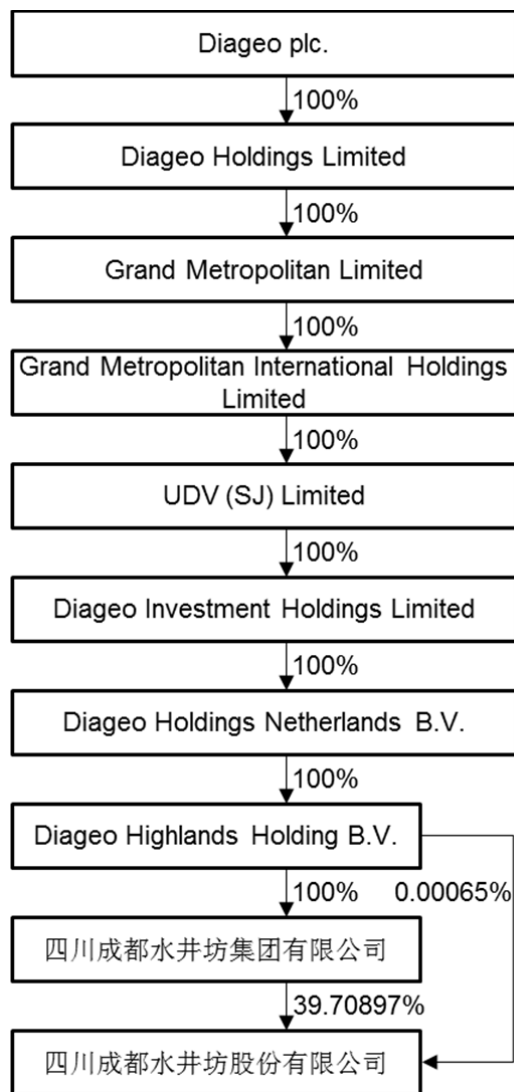 Diageo plc.
100%
Diageo Holdings Limited
100%
Grand Metropolitan Limited
100%
Grand Metropolitan International Holdings
Limited
100%
UDV (SJ) Limited
100%
Diageo Investment Holdings Limited
100%
Diageo Holdings Netherlands B.V.
100%
Diageo Highlands Holding B.V.
100%
0.00065%
四川成都水井坊集团有限公司
39.70897%
四川成都水井坊股份有限公司